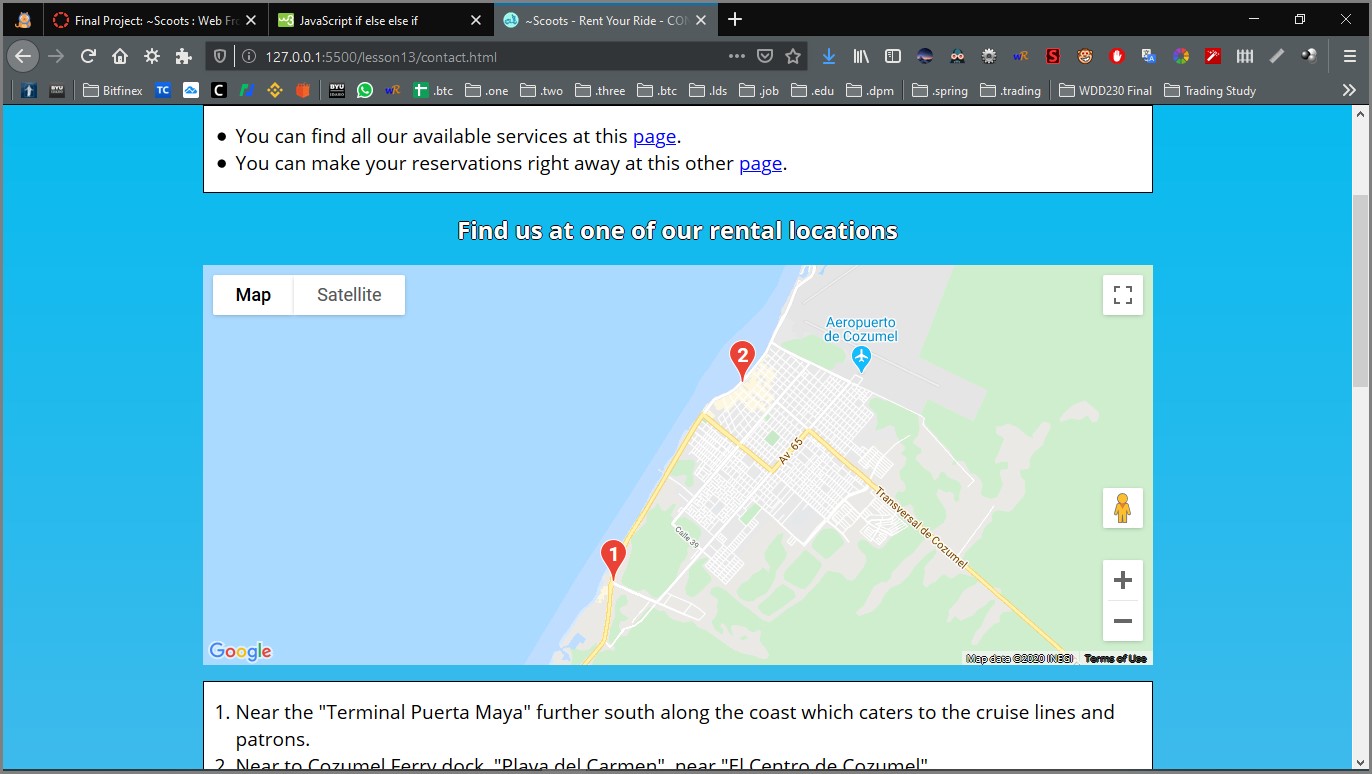 Final Project: ~Scoots : Web Fr
JavaScript if else else if
~Scoots - Rent Your Ride - CON
127.0.0.1:5500/lesson13/contact.html
Bitfinex
TC
BYU
.btc
.one
.two
.three
.btc
.lds
.job
.edu
.dpm
.spring
.trading
WDD230 Final
Trading Study
You can find all our available services at this page.
You can make your reservations right away at this other page.
Find us at one of our rental locations
Map
Satellite
Aeropuerto
de Cozumel
2
Av. 65
Transversal de Cozumel
Calle 39
1
Google
Map data ©2020 INEGI
Terms of Use
1. Near the "Terminal Puerta Maya" further south along the coast which caters to the cruise lines and
patrons.
2. Near to Cozumel Ferry dock, "Playa del Carmen", near "El Centro de Cozumel"